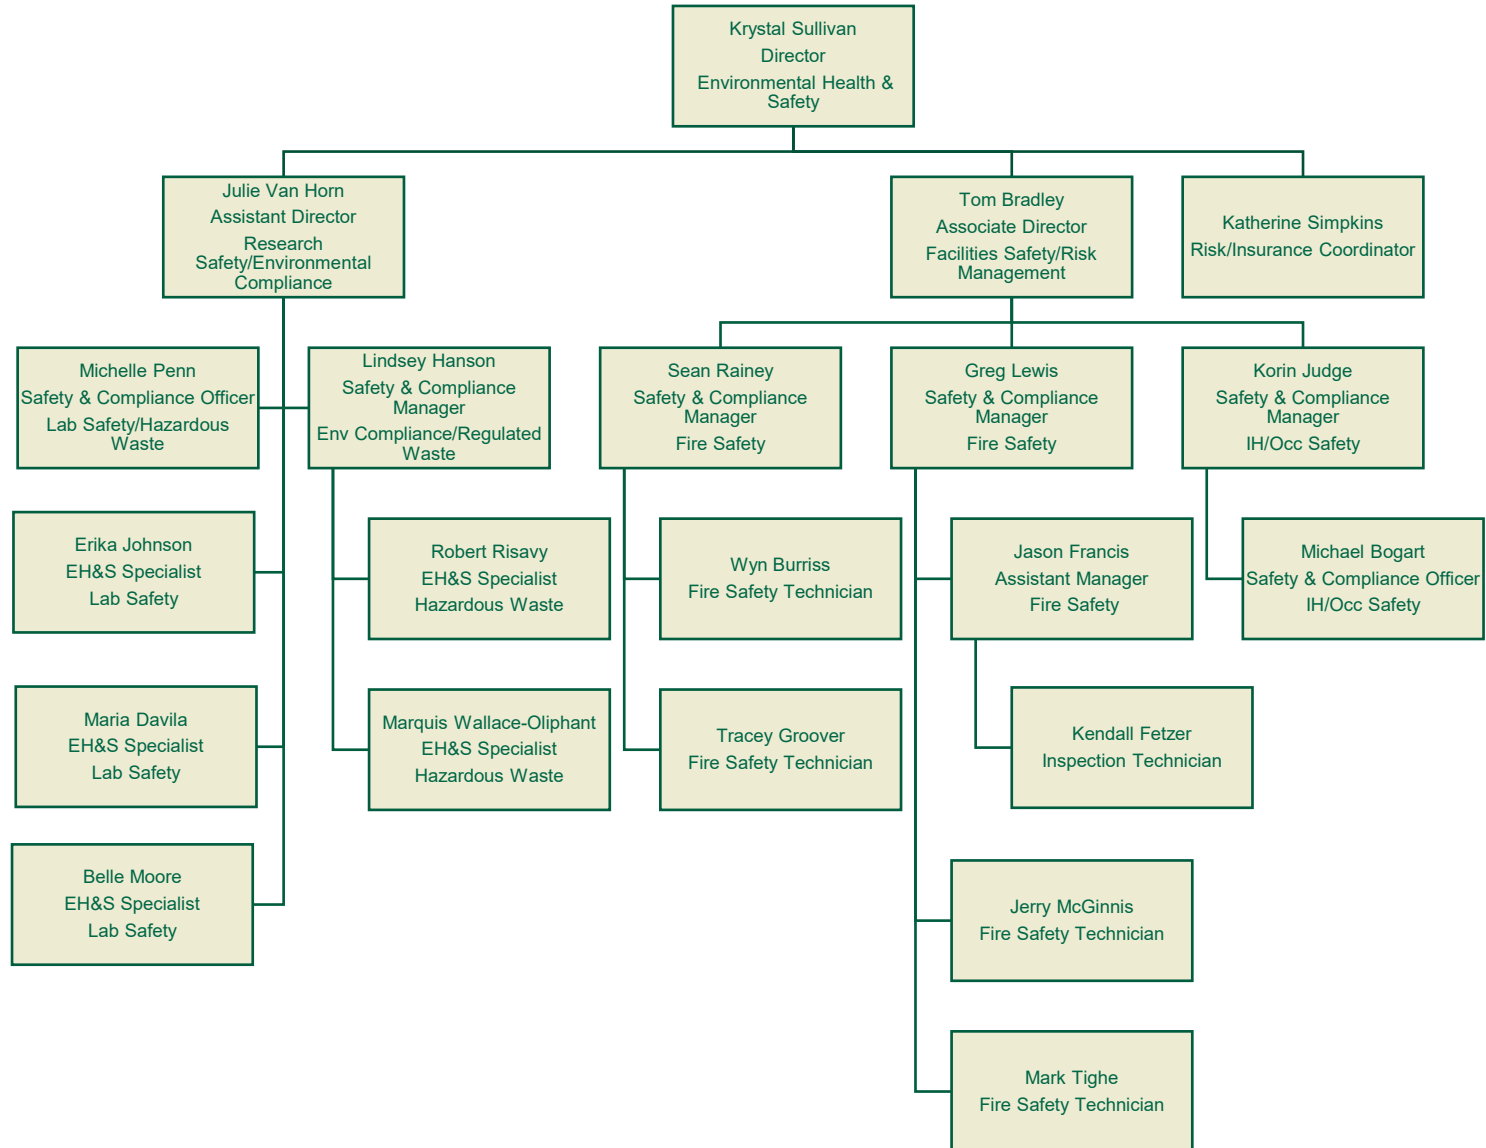 Krystal Sullivan
Director
Environmental Health &
Safety
Julie Van Horn
Assistant Director
Research
Safety/Environmental
Compliance
Tom Bradley
Associate Director
Facilities Safety/Risk
Management
Katherine Simpkins
Risk/Insurance Coordinator
Michelle Penn
Safety & Compliance Officer
Lab Safety/Hazardous
Waste
Lindsey Hanson
Safety & Compliance
Manager
Env Compliance/Regulated
Waste
Sean Rainey
Safety & Compliance
Manager
Fire Safety
Greg Lewis
Safety & Compliance
Manager
Fire Safety
Korin Judge
Safety & Compliance
Manager
IH/Occ Safety
Erika Johnson
EH&S Specialist
Lab Safety
Robert Risavy
EH&S Specialist
Hazardous Waste
Wyn Burriss
Fire Safety Technician
Jason Francis
Assistant Manager
Fire Safety
Michael Bogart
Safety & Compliance Officer
IH/Occ Safety
Maria Davila
EH&S Specialist
Lab Safety
Marquis Wallace-Oliphant
EH&S Specialist
Hazardous Waste
Tracey Groover
Fire Safety Technician
Kendall Fetzer
Inspection Technician
Belle Moore
EH&S Specialist
Lab Safety
Jerry McGinnis
Fire Safety Technician
Mark Tighe
Fire Safety Technician